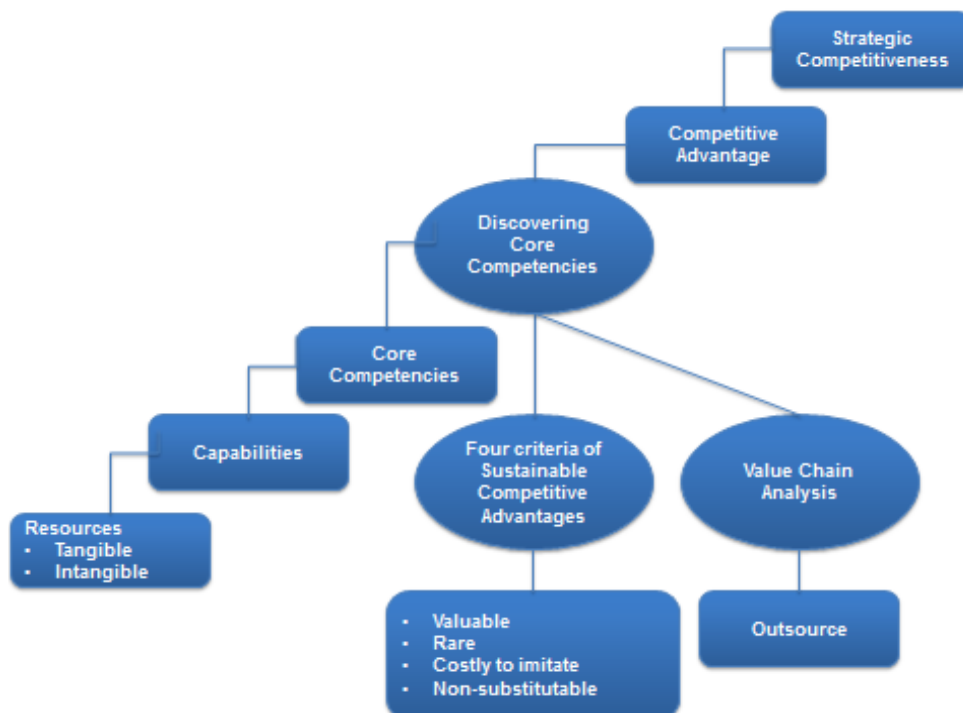 Strategic
Competitiveness
Competitive
Advantage
Discovering
Core
Competencies
Core
Competencies
Capabilities
Resources
• Tangible
• Intangible
Four criteria of
Sustainable
Competitive
Advantages
Value Chain
Analysis
• Valuable
• Rare
• Costly to imitate
• Non-substitutable
Outsource